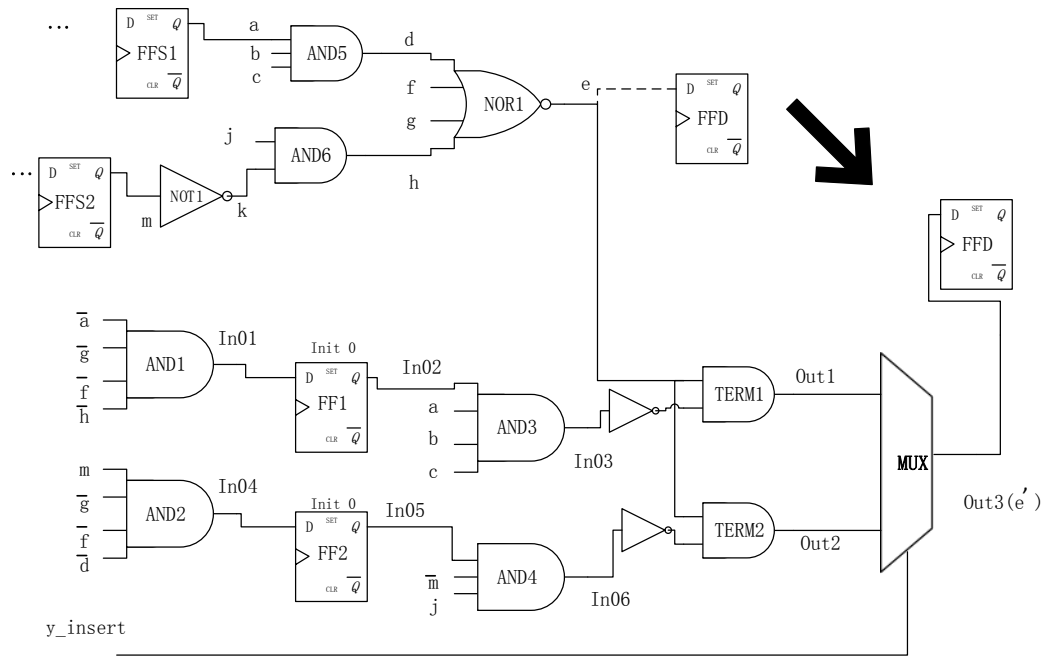 ...
D SET Q
FFS1
CLR Q̅
a
b
c
AND5
d
f
g
NOR1
e
D SET Q
FFD
CLR Q̅
j
AND6
h
...
D SET Q
FFS2
CLR Q̅
m
NOT1
k
D SET Q
FFD
CLR Q̅
a̅
g̅
f̅
h̅
AND1
In01
Init 0
D SET Q
FF1
CLR Q̅
In02
a
b
c
AND3
In03
TERM1
Out1
m
g̅
f̅
d̅
AND2
In04
Init 0
D SET Q
FF2
CLR Q̅
In05
m̅
j
AND4
In06
TERM2
Out2
MUX
Out3(e')
y_insert